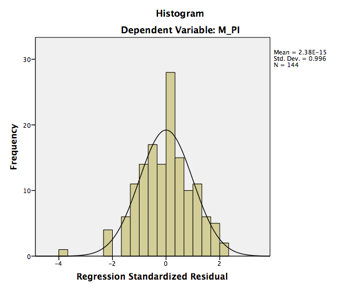 Histogram
Dependent Variable: M_PI
Mean = 2.38E-15
Std. Dev. = 0.996
N = 144
30
20
10
0
Frequency
-4
-2
0
2
Regression Standardized Residual